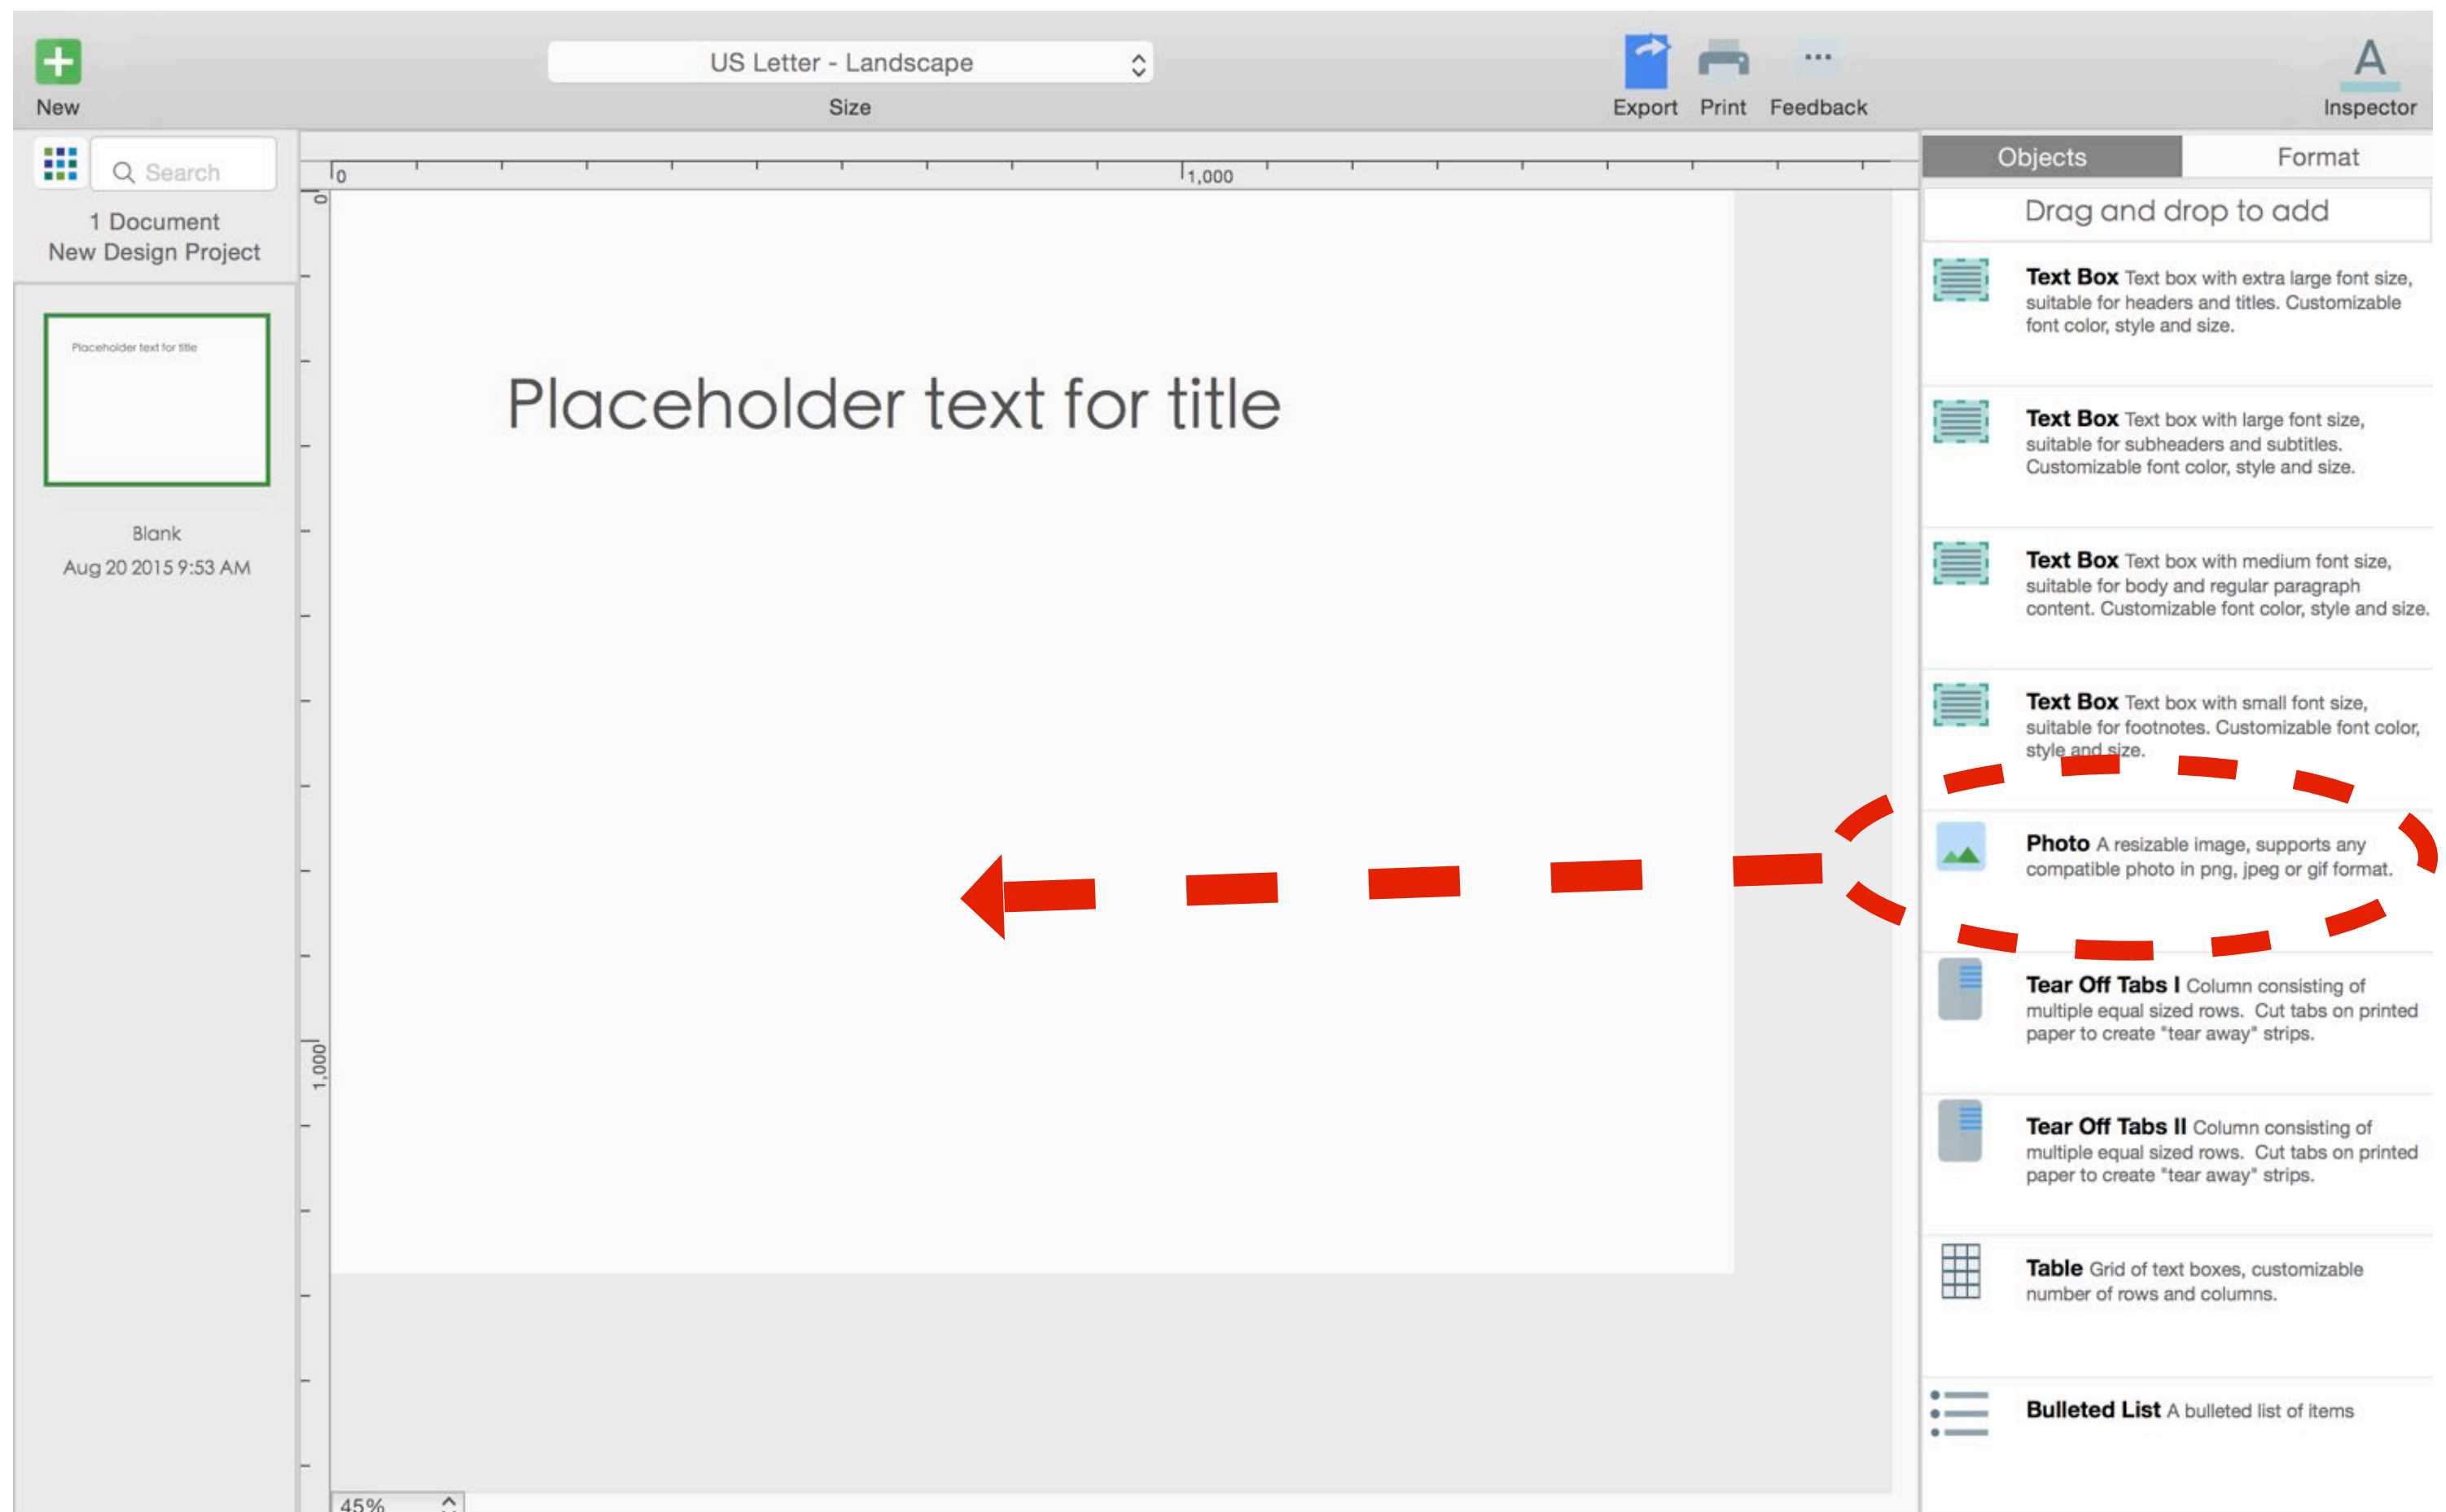 New
US Letter - Landscape
Size
Export Print Feedback
Inspector
Search
1 Document
New Design Project
Placeholder text for title
Blank
Aug 20 2015 9:53 AM
0
1,000
0
1,000
Placeholder text for title
45%
Objects Format
Drag and drop to add
Text Box Text box with extra large font size,
suitable for headers and titles. Customizable
font color, style and size.
Text Box Text box with large font size,
suitable for subheaders and subtitles.
Customizable font color, style and size.
Text Box Text box with medium font size,
suitable for body and regular paragraph
content. Customizable font color, style and size.
Text Box Text box with small font size,
suitable for footnotes. Customizable font color,
style and size.
Photo A resizable image, supports any
compatible photo in png, jpeg or gif format.
Tear Off Tabs I Column consisting of
multiple equal sized rows. Cut tabs on printed
paper to create "tear away" strips.
Tear Off Tabs II Column consisting of
multiple equal sized rows. Cut tabs on printed
paper to create "tear away" strips.
Table Grid of text boxes, customizable
number of rows and columns.
Bulleted List A bulleted list of items